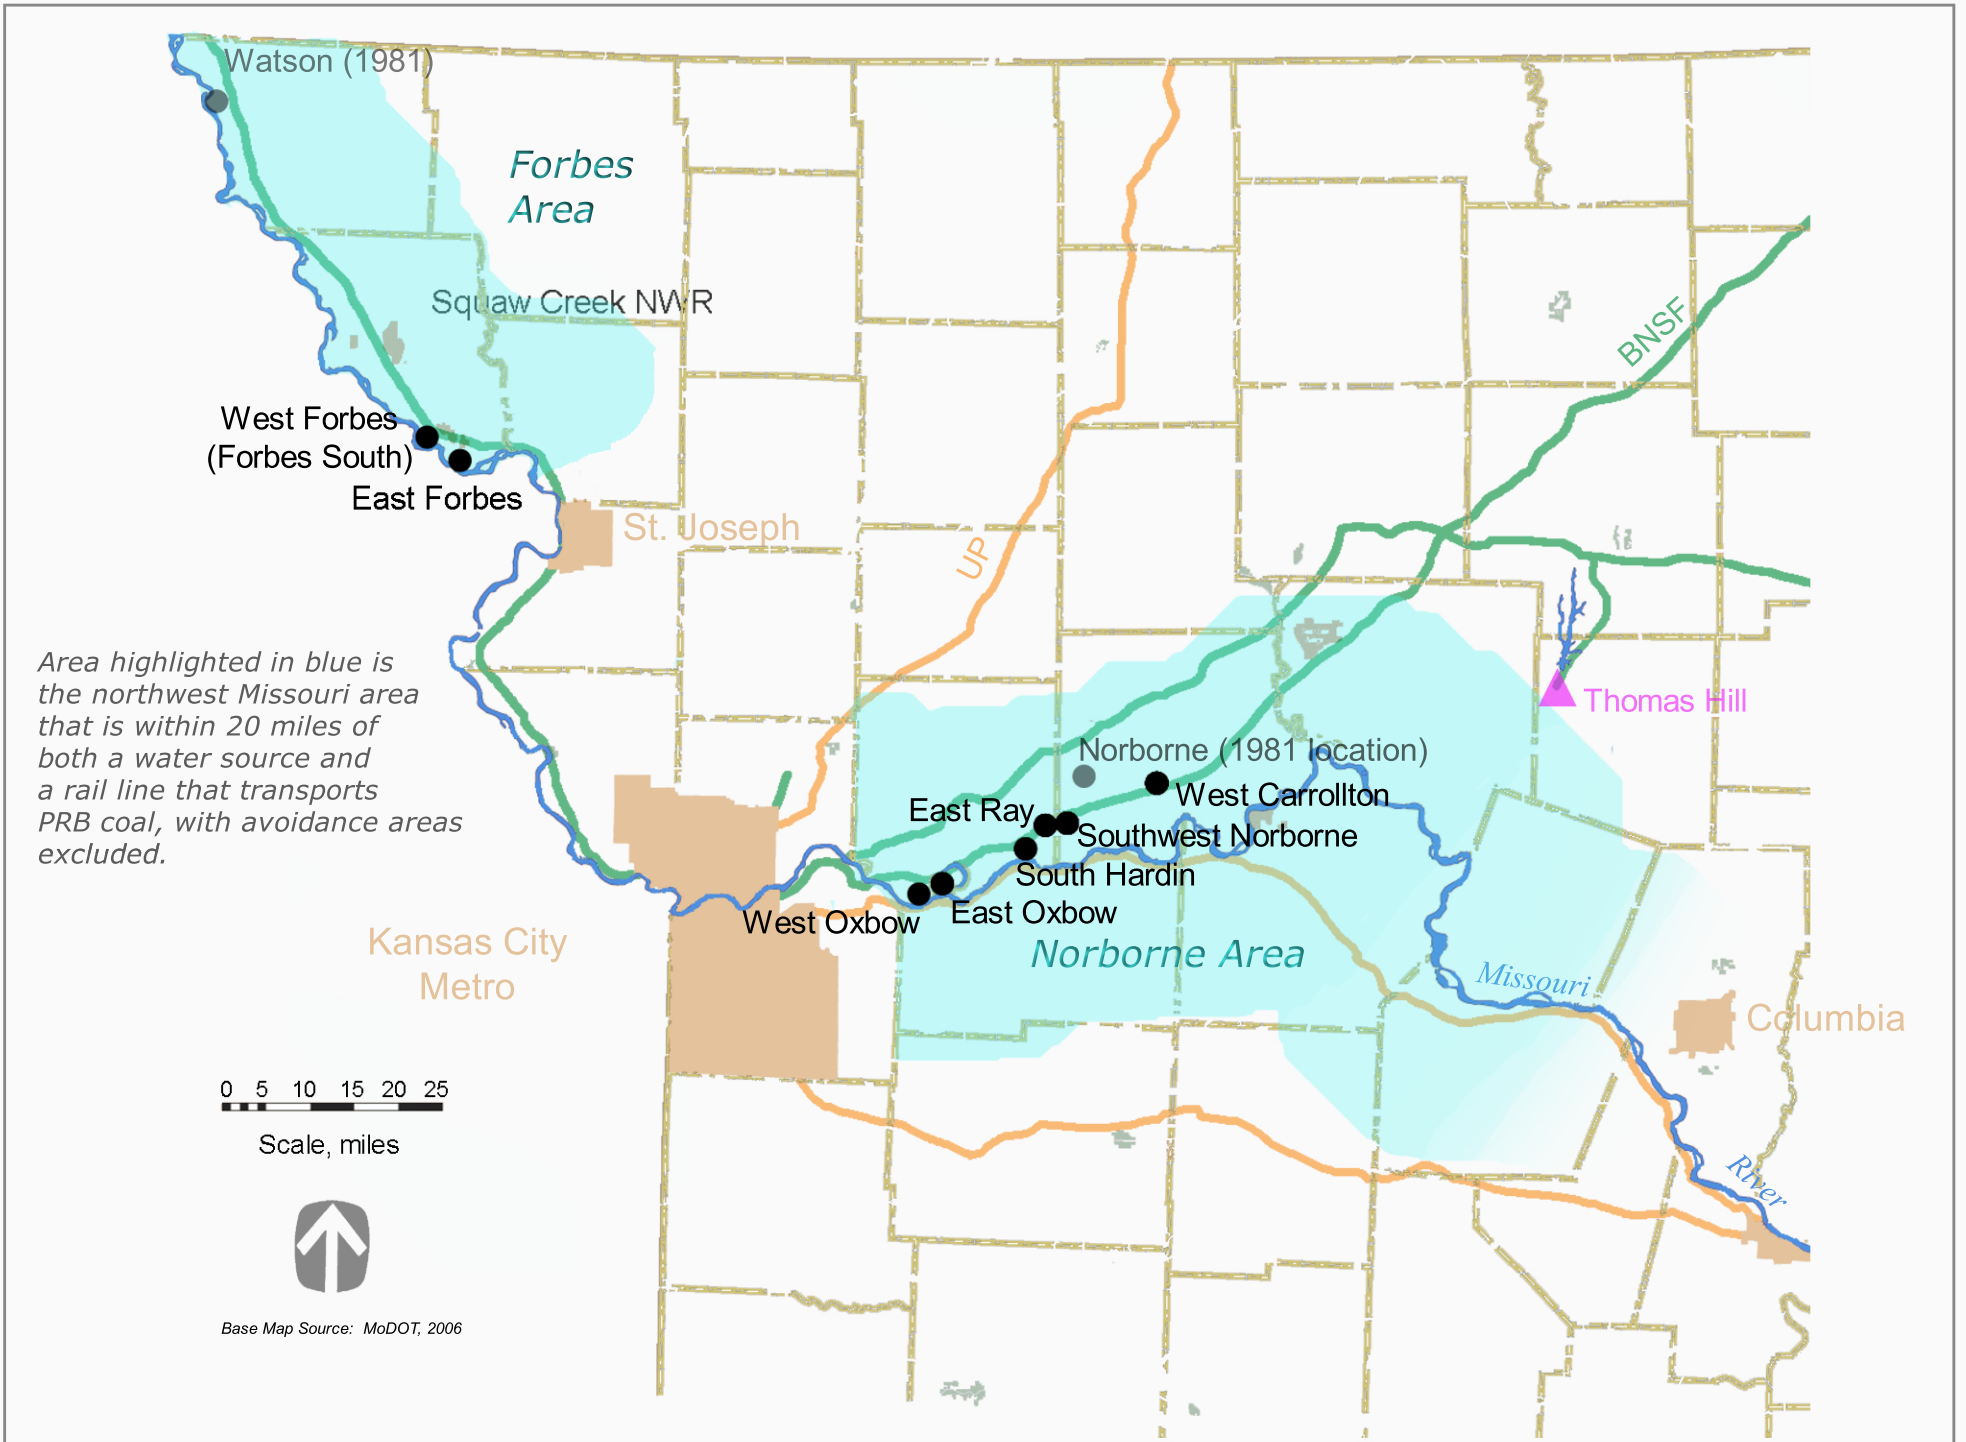 Watson (1981)
Forbes
Area
Squaw Creek NWR
BNSF
West Forbes
(Forbes South)
East Forbes
St. Joseph
UP
Area highlighted in blue is
the northwest Missouri area
that is within 20 miles of
both a water source and
a rail line that transports
PRB coal, with avoidance areas
excluded.
Thomas Hill
Norborne (1981 location)
West Carrollton
East Ray
Southwest Norborne
South Hardin
West Oxbow
East Oxbow
Norborne Area
Kansas City
Metro
Missouri
Columbia
0 5 10 15 20 25
Scale, miles
River
Base Map Source: MoDOT, 2006